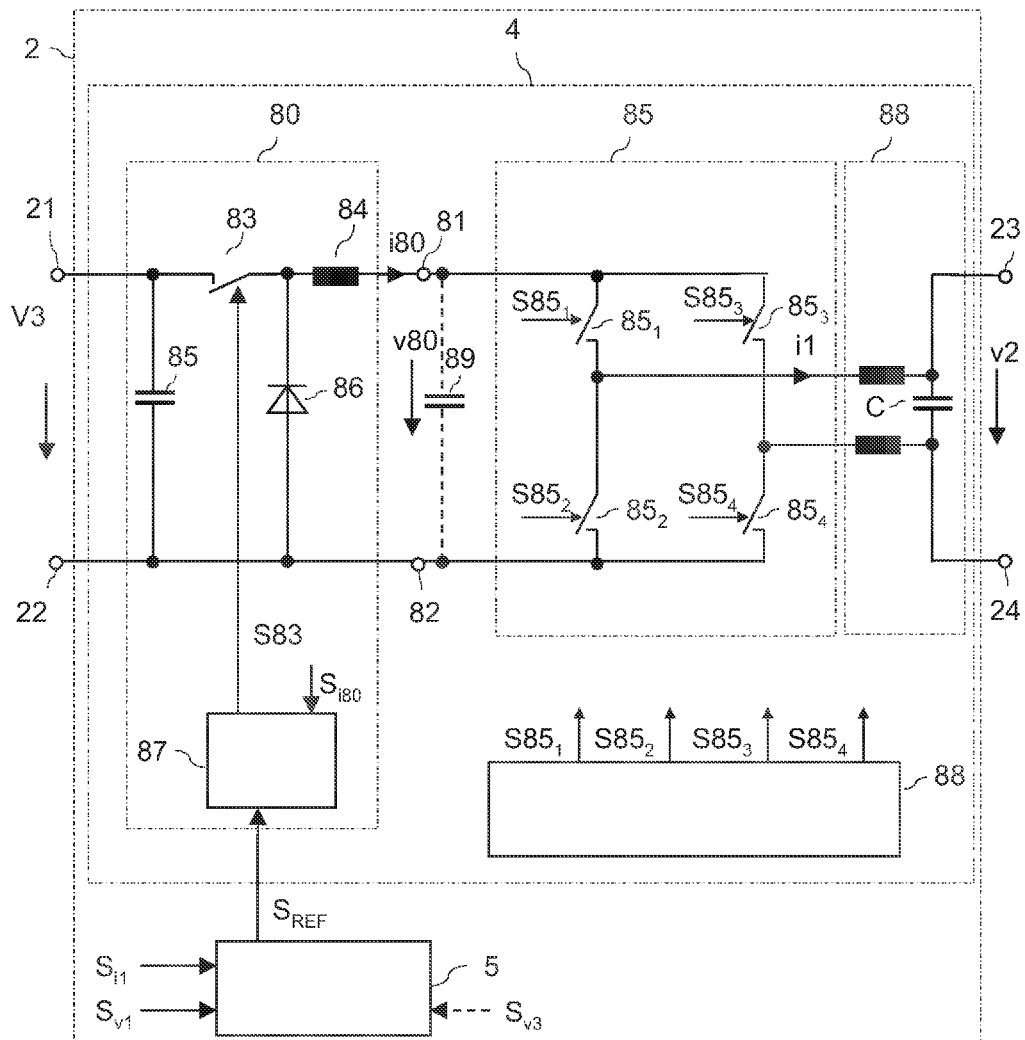 2
4
80
85
88
21
83
84
i80
81
23
V3
S85₁
85₁
S85₃
85₃
i1
85
86
v80
89
C
v2
S85₂
85₂
S85₄
85₄
22
82
24
S83
S_i80
87
S85₁
S85₂
S85₃
S85₄
88
S_REF
S_i1
5
S_v1
S_v3